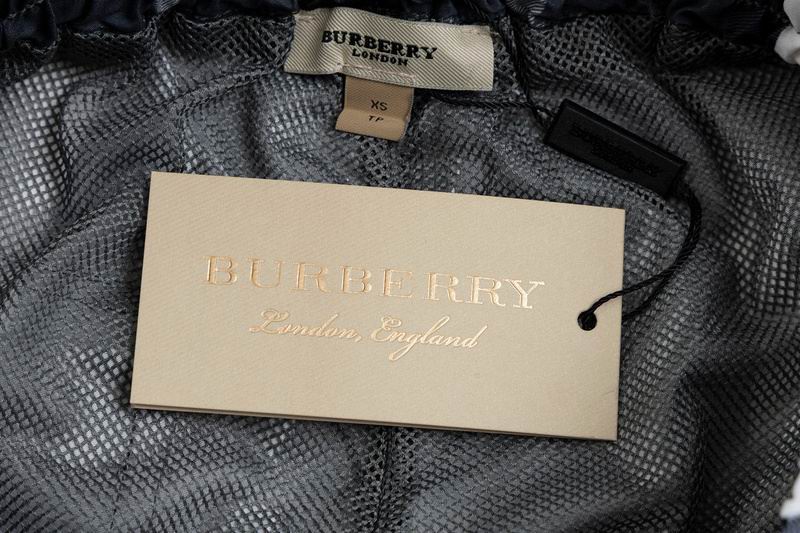 BURBERRY
LONDON
XS
TP
BURBERRY
London, England